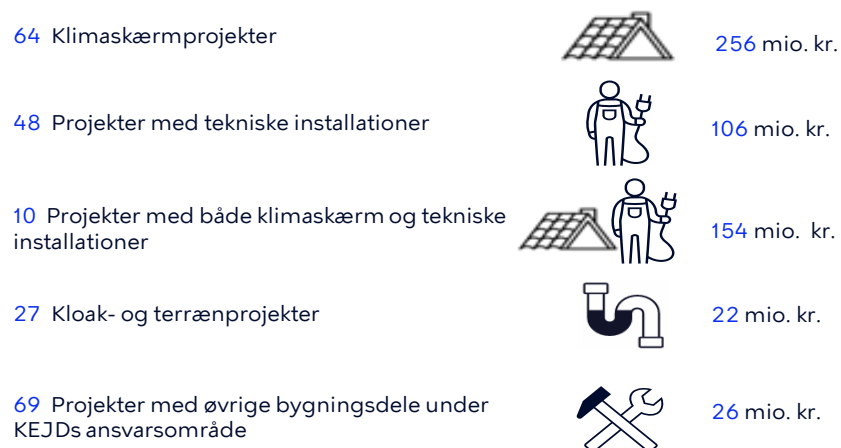 64 Klimaskærmprojekter
256 mio. kr.
48 Projekter med tekniske installationer
106 mio. kr.
10 Projekter med både klimaskærm og tekniske
installationer
154 mio. kr.
27 Kloak- og terrænprojekter
22 mio. kr.
69 Projekter med øvrige bygningsdele under
KEJDs ansvarsområde
26 mio. kr.